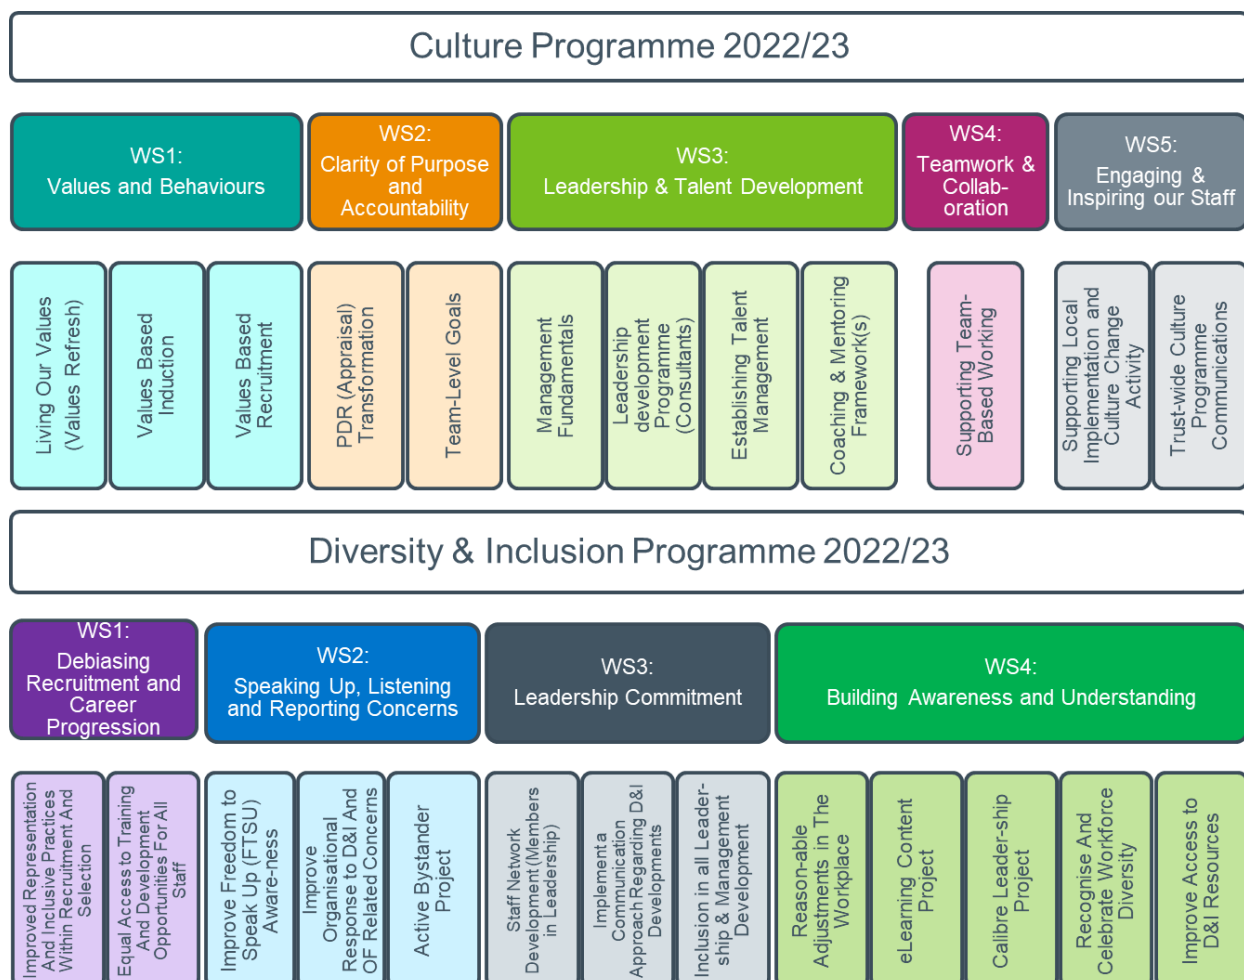 Culture Programme 2022/23
WS1:
Values and Behaviours
WS2:
Clarity of Purpose
and
Accountability
WS3:
Leadership & Talent Development
WS4:
Teamwork &
Collab-
oration
WS5:
Engaging &
Inspiring our Staff
Living Our Values
(Values Refresh)
Values Based
Induction
Values Based
Recruitment
PDR (Appraisal)
Transformation
Team-Level Goals
Management
Fundamentals
Leadership
development
Programme
(Consultants)
Establishing Talent
Management
Coaching & Mentoring
Framework(s)
Supporting Team-
Based Working
Supporting Local
Implementation and
Culture Change
Activity
Trust-wide Culture
Programme
Communications
Diversity & Inclusion Programme 2022/23
WS1:
Debiasing
Recruitment and
Career
Progression
WS2:
Speaking Up, Listening
and Reporting Concerns
WS3:
Leadership Commitment
WS4:
Building Awareness and Understanding
Improved Representation
And Inclusive Practices
Within Recruitment And
Selection
Equal Access to Training
And Development
Opportunities For All
Staff
Improve Freedom to
Speak Up (FTSU)
Aware-ness
Improve
Organisational
Response to D&I And
OF Related Concerns
Active Bystander
Project
Staff Network
Development (Members
in Leadership)
Implement a
Communication
Approach Regarding D&I
Developments
Inclusion in all Leader-
ship & Management
Development
Reason-able
Adjustments in The
Workplace
eLearning Content
Project
Calibre Leader-ship
Project
Recognise And
Celebrate Workforce
Diversity
Improve Access to
D&I Resources